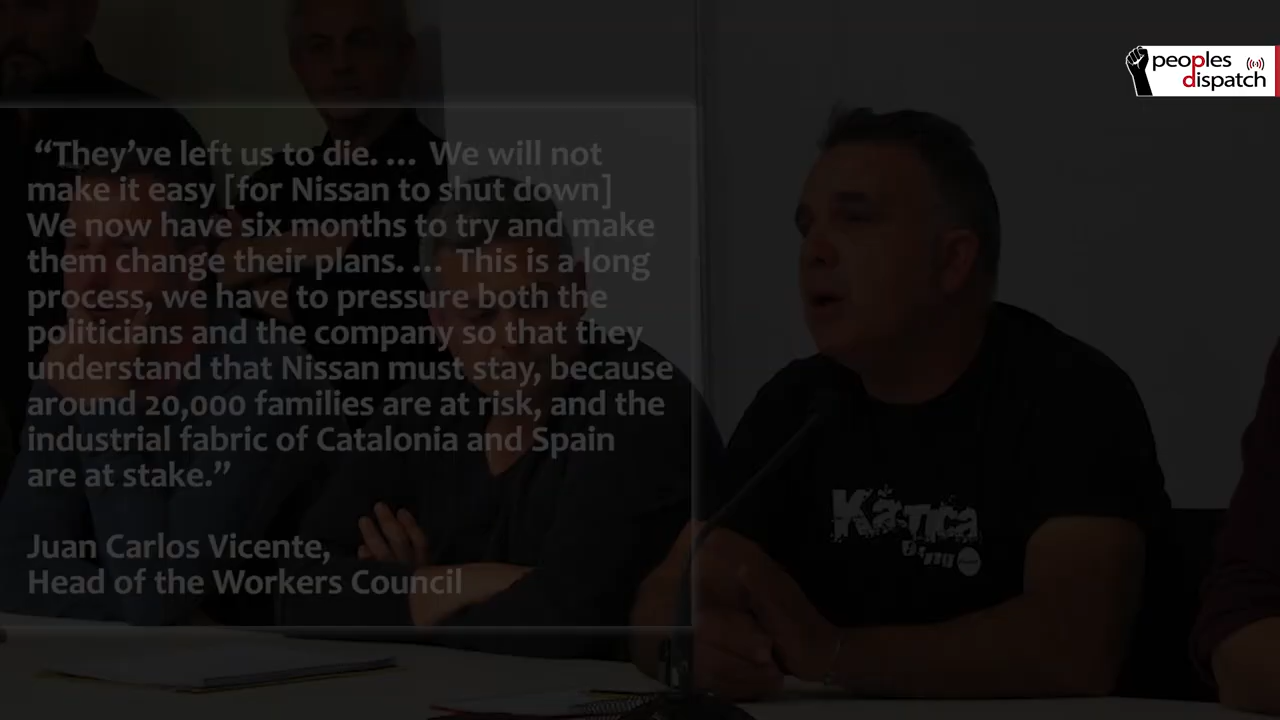 peoples
dispatch
“They’ve left us to die. ... We will not
make it easy [for Nissan to shut down]
We now have six months to try and make
them change their plans. ... This is a long
process, we have to pressure both the
politicians and the company so that they
understand that Nissan must stay, because
around 20,000 families are at risk, and the
industrial fabric of Catalonia and Spain
are at stake.”
Juan Carlos Vicente,
Head of the Workers Council